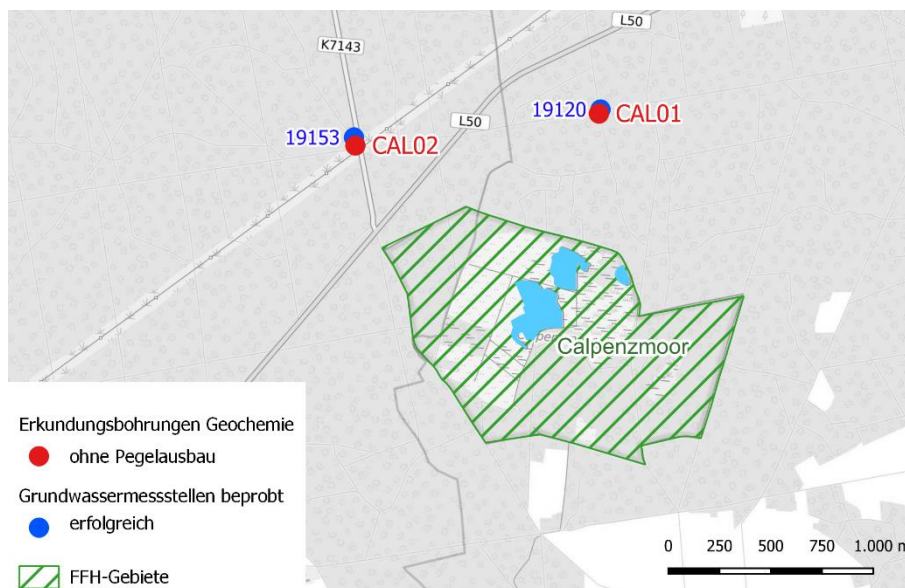 L50
K7143
L50
19120
CAL01
19153
CAL02
Calpenzmoor
Erkundungsbohrungen Geochemie
ohne Pegelausbau
Grundwassermessstellen beprobt
erfolgreich
FFH-Gebiete
0 250 500 750 1.000 m